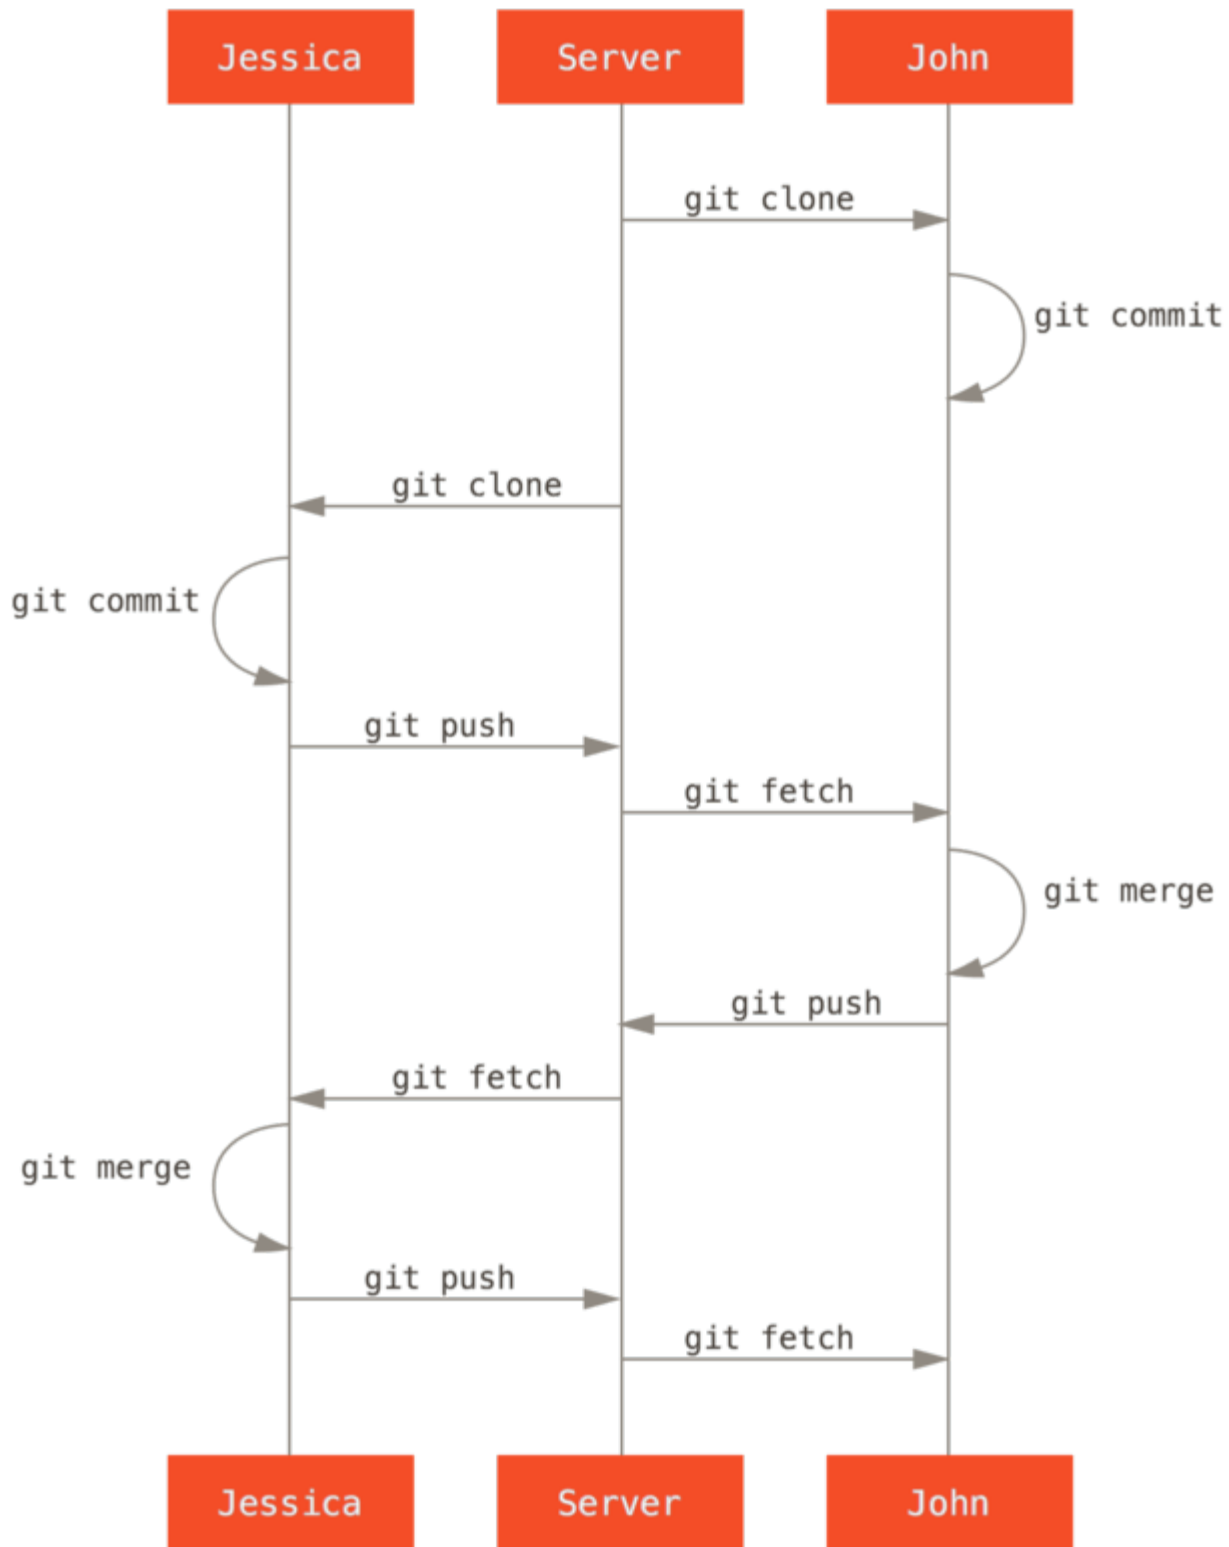 Jessica
Server
John
git clone
git commit
git clone
git commit
git push
git fetch
git merge
git push
git fetch
git merge
git push
git fetch
Jessica
Server
John